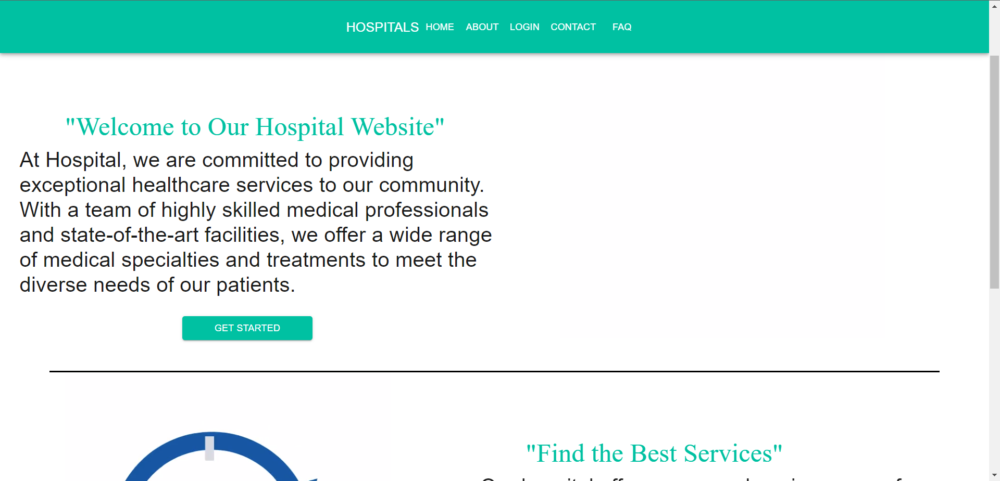 HOSPITALS HOME ABOUT LOGIN CONTACT FAQ
"Welcome to Our Hospital Website"
At Hospital, we are committed to providing
exceptional healthcare services to our community.
With a team of highly skilled medical professionals
and state-of-the-art facilities, we offer a wide range
of medical specialties and treatments to meet the
diverse needs of our patients.
GET STARTED
"Find the Best Services"